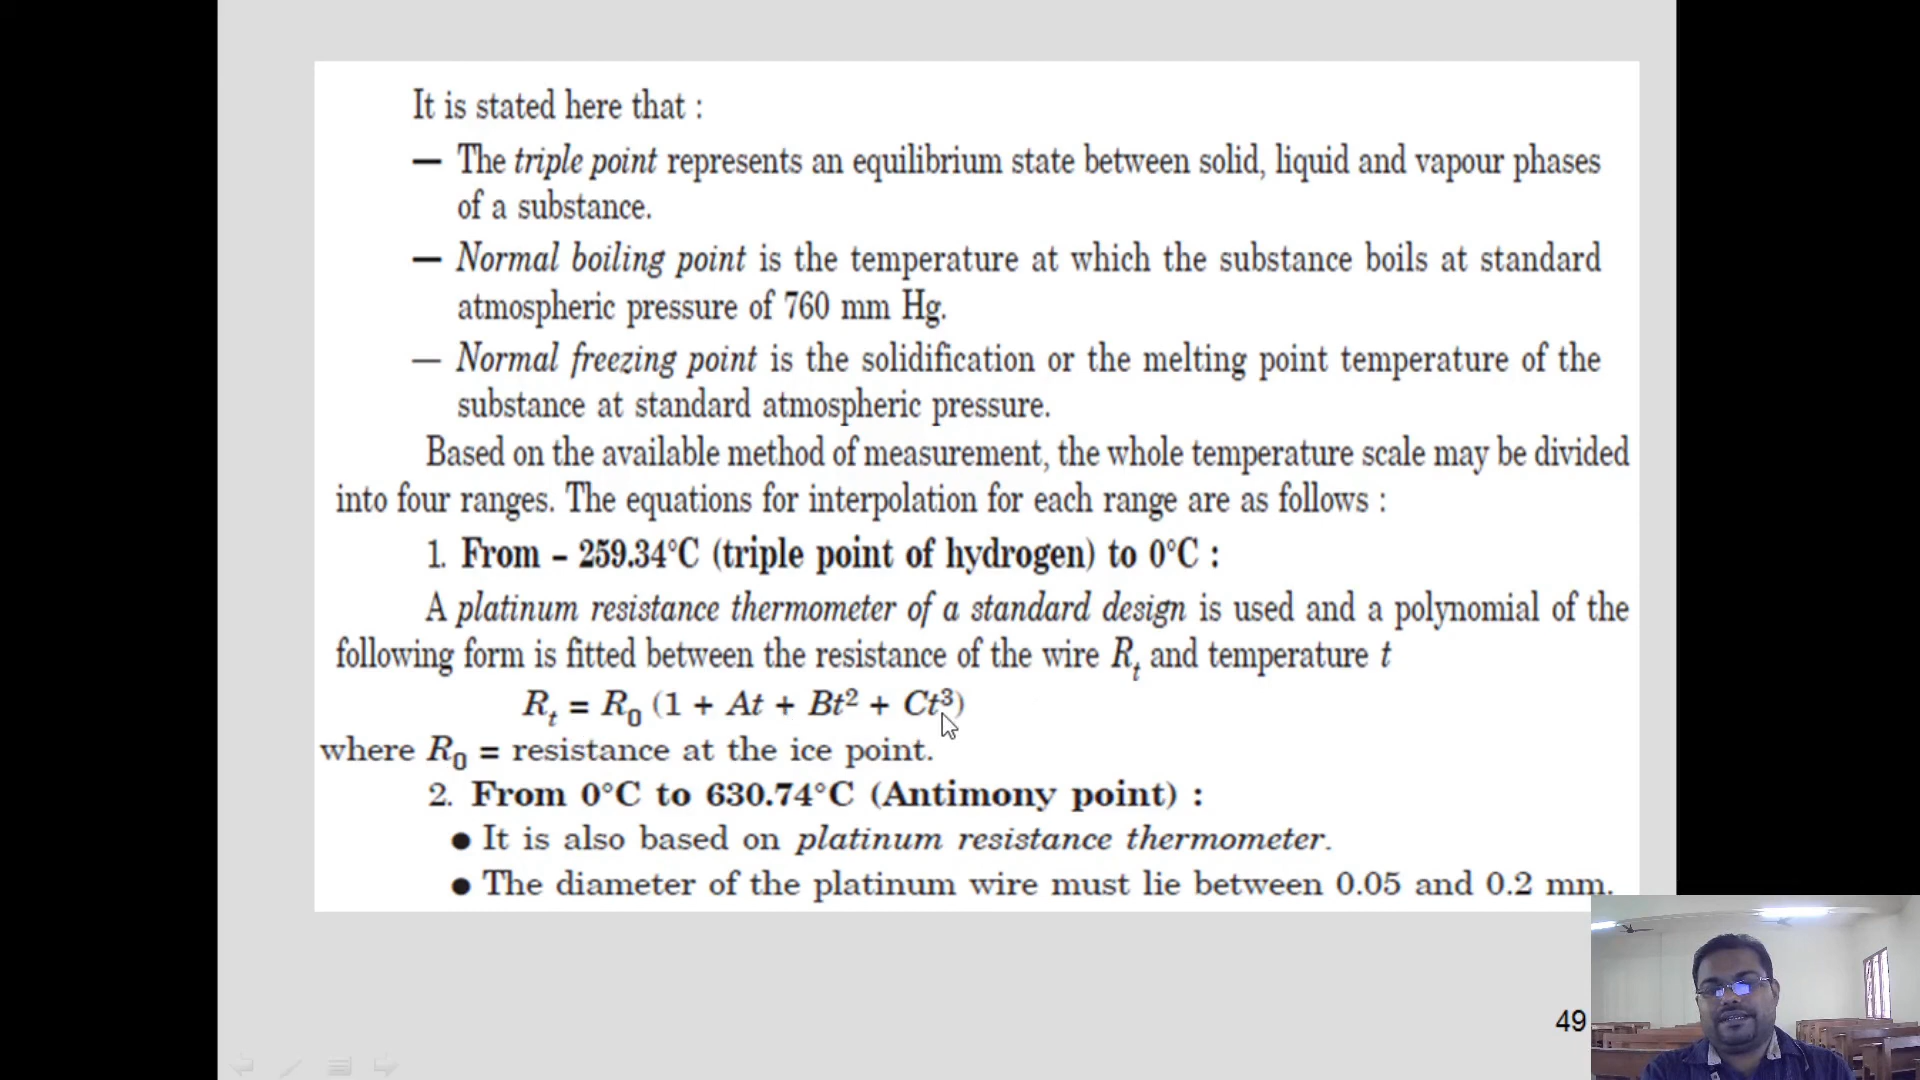 It is stated here that :
— The triple point represents an equilibrium state between solid, liquid and vapour phases
of a substance.
— Normal boiling point is the temperature at which the substance boils at standard
atmospheric pressure of 760 mm Hg.
— Normal freezing point is the solidification or the melting point temperature of the
substance at standard atmospheric pressure.
Based on the available method of measurement, the whole temperature scale may be divided
into four ranges. The equations for interpolation for each range are as follows :
1. From – 259.34°C (triple point of hydrogen) to 0°C :
A platinum resistance thermometer of a standard design is used and a polynomial of the
following form is fitted between the resistance of the wire Rₜ and temperature t
Rₜ = R₀ (1 + At + Bt² + Ct³)
where R₀ = resistance at the ice point.
2. From 0°C to 630.74°C (Antimony point) :
● It is also based on platinum resistance thermometer.
● The diameter of the platinum wire must lie between 0.05 and 0.2 mm.
49